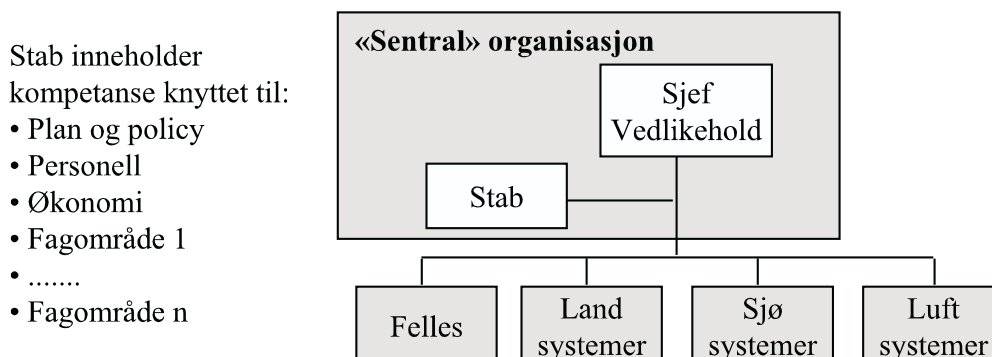 Stab inneholder
kompetanse knyttet til:
• Plan og policy
• Personell
• Økonomi
• Fagområde 1
• .......
• Fagområde n
«Sentral» organisasjon
Sjef
Vedlikehold
Stab
Felles
Land
systemer
Sjø
systemer
Luft
systemer